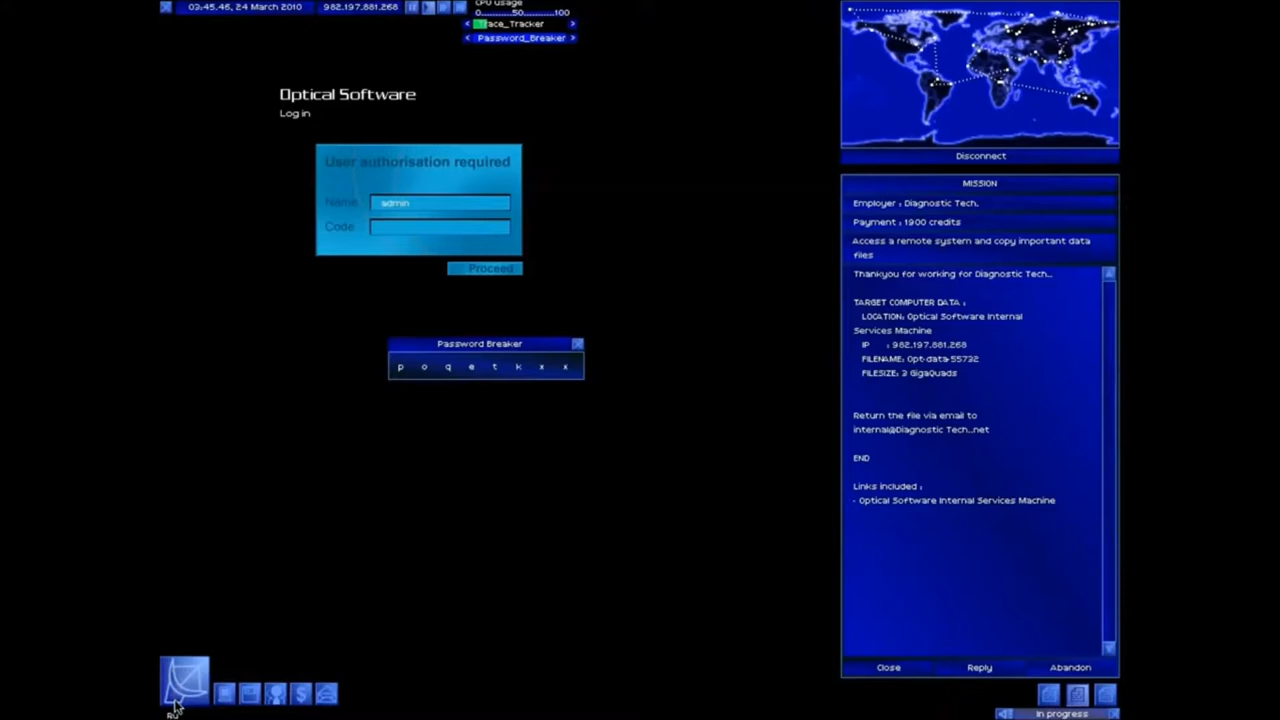 03:45.46, 24 March 2010
982.197.881.268
CPU usage
0.......50.......100
Trace_Tracker
Password_Breaker
Optical Software
Log in
User authorisation required
Name admin
Code
Proceed
Password Breaker
p o q e t k x x
Disconnect
MISSION
Employer : Diagnostic Tech.
Payment : 1900 credits
Access a remote system and copy important data
files
Thankyou for working for Diagnostic Tech...
TARGET COMPUTER DATA :
LOCATION: Optical Software Internal
Services Machine
IP : 982.197.881.268
FILENAME: Opt-data-55732
FILESIZE: 3 GigaQuads
Return the file via email to
internal@Diagnostic Tech...net
END
Links included :
- Optical Software Internal Services Machine
Close
Reply
Abandon
In progress